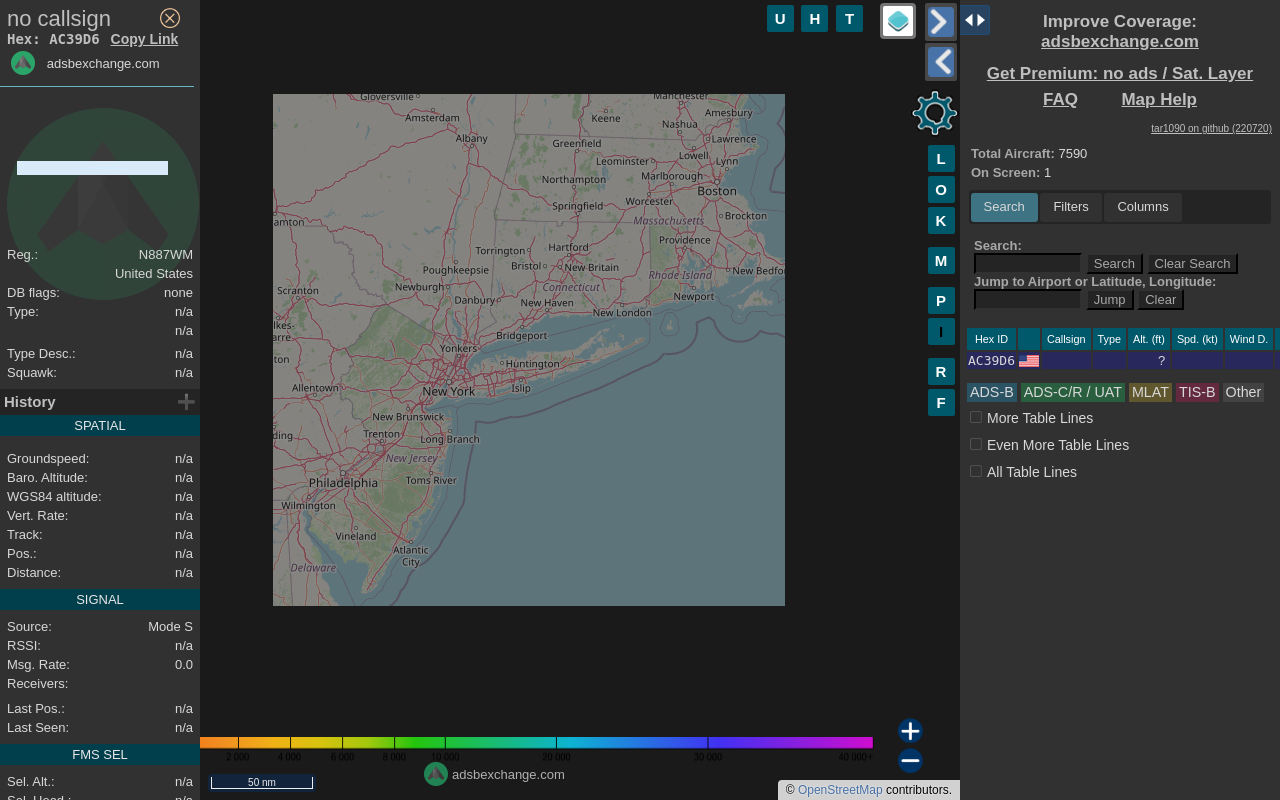 no callsign
Hex: AC39D6 Copy Link
adsbexchange.com
Reg.: N887WM
United States
DB flags: none
Type: n/a
n/a
Type Desc.: n/a
Squawk: n/a
History
SPATIAL
Groundspeed: n/a
Baro. Altitude: n/a
WGS84 altitude: n/a
Vert. Rate: n/a
Track: n/a
Pos.: n/a
Distance: n/a
SIGNAL
Source: Mode S
RSSI: n/a
Msg. Rate: 0.0
Receivers:
Last Pos.: n/a
Last Seen: n/a
FMS SEL
Sel. Alt.: n/a
Sel. Head.: n/a
U H T
L
O
K
M
P
I
R
F
Gloversville
Manchester
Amsterdam
Keene
Amesbury
Nashua
Albany
Greenfield
Lawrence
Leominster
Lowell
Lynn
Northampton
Marlborough
Boston
Springfield
Worcester
Massachusetts
Brockton
Providence
Torrington
Hartford
Poughkeepsie
Bristol
New Britain
Rhode Island
New Bedfo
Newburgh
Connecticut
Scranton
Danbury
New Haven
Newport
New London
lkes-
arre
Bridgeport
Yonkers
Huntington
Allentown
New York
Islip
New Brunswick
Trenton
Long Branch
ding
New Jersey
Philadelphia
Toms River
Wilmington
Vineland
Atlantic
City
Delaware
2 000 4 000 6 000 8 000 10 000 20 000 30 000 40 000+
adsbexchange.com
50 nm
© OpenStreetMap contributors.
Improve Coverage:
adsbexchange.com
Get Premium: no ads / Sat. Layer
FAQ Map Help
tar1090 on github (220720)
Total Aircraft: 7590
On Screen: 1
Search Filters Columns
Search:
Search Clear Search
Jump to Airport or Latitude, Longitude:
Jump Clear
Hex ID Callsign Type Alt. (ft) Spd. (kt) Wind D.
AC39D6 ?
ADS-B ADS-C/R / UAT MLAT TIS-B Other
More Table Lines
Even More Table Lines
All Table Lines